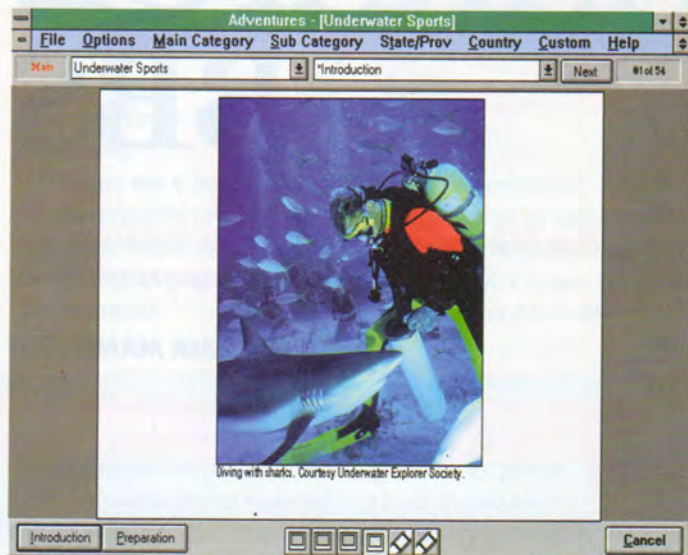 Adventures - [Underwater Sports]
File Options Main Category Sub Category State/Prov Country Custom Help
Main Underwater Sports *Introduction Next #1 of 54
Diving with sharks. Courtesy Underwater Explorer Society.
Introduction Preparation Cancel